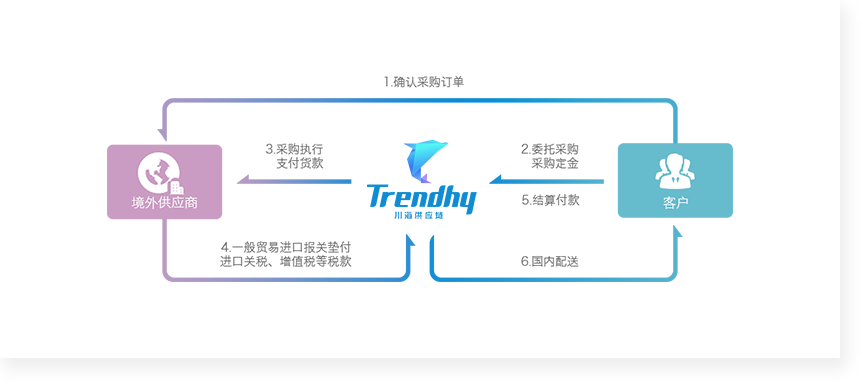 1.确认采购订单
3.采购执行
支付货款
2.委托采购
采购定金
境外供应商
Trendhy
川海供应链
5.结算付款
客户
4.一般贸易进口报关垫付
进口关税、增值税等税款
6.国内配送